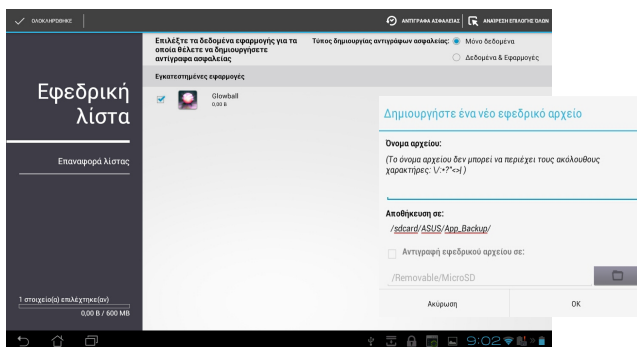 ΟΛΟΚΛΗΡΩΘΗΚΕ
ΑΝΤΙΓΡΑΦΑ ΑΣΦΑΛΕΙΑΣ
ΑΝΑΙΡΕΣΗ ΕΠΙΛΟΓΗΣ ΟΛΩΝ
Εφεδρική
λίστα
Επαναφορά λίστας
1 στοιχείο(α) επιλέχτηκε(αν)
0,00 B / 600 MB
Επιλέξτε τα δεδομένα εφαρμογής για τα
οποία θέλετε να δημιουργήσετε
αντίγραφα ασφαλείας
Τύπος δημιουργίας αντιγράφων ασφαλείας:
Μόνο δεδομένα
Δεδομένα & Εφαρμογές
Εγκατεστημένες εφαρμογές
Glowball
0,00 B
Δημιουργήστε ένα νέο εφεδρικό αρχείο
Όνομα αρχείου:
(Το όνομα αρχείου δεν μπορεί να περιέχει τους ακόλουθους
χαρακτήρες: \/:*?"<>| )
Αποθήκευση σε:
/sdcard/ASUS/App_Backup/
Αντιγραφή εφεδρικού αρχείου σε:
/Removable/MicroSD
Ακύρωση
OK
9:02